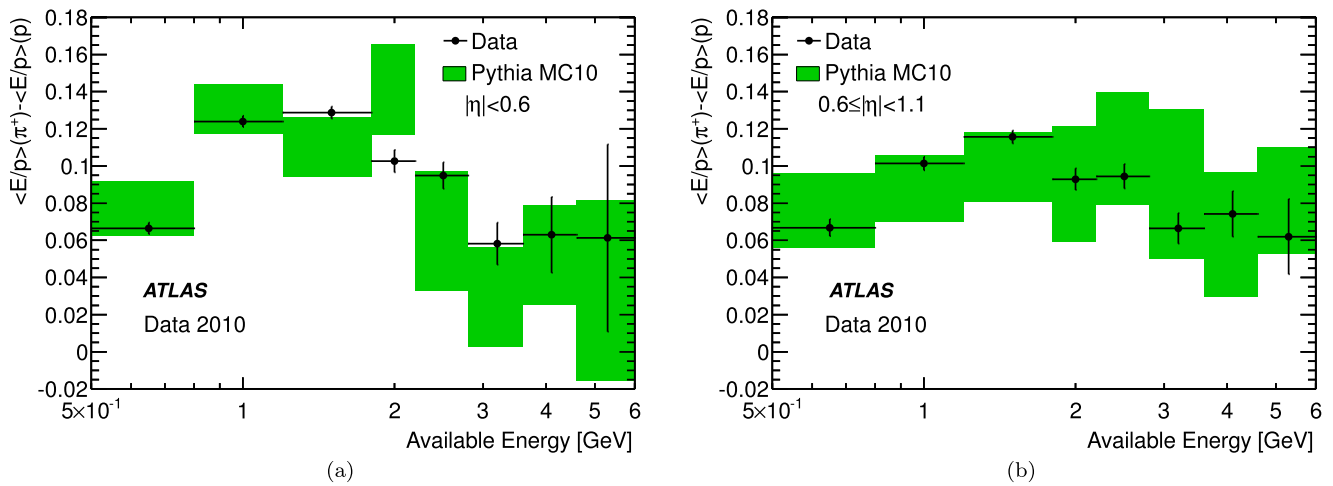 <E/p>(π⁺)-<E/p>(p)
0.18
0.16
0.14
0.12
0.1
0.08
0.06
0.04
0.02
0
-0.02
Data
Pythia MC10
|η|<0.6
ATLAS
Data 2010
5×10⁻¹ 1 2 3 4 5 6
Available Energy [GeV]
(a)
<E/p>(π⁺)-<E/p>(p)
0.18
0.16
0.14
0.12
0.1
0.08
0.06
0.04
0.02
0
-0.02
Data
Pythia MC10
0.6≤|η|<1.1
ATLAS
Data 2010
5×10⁻¹ 1 2 3 4 5 6
Available Energy [GeV]
(b)